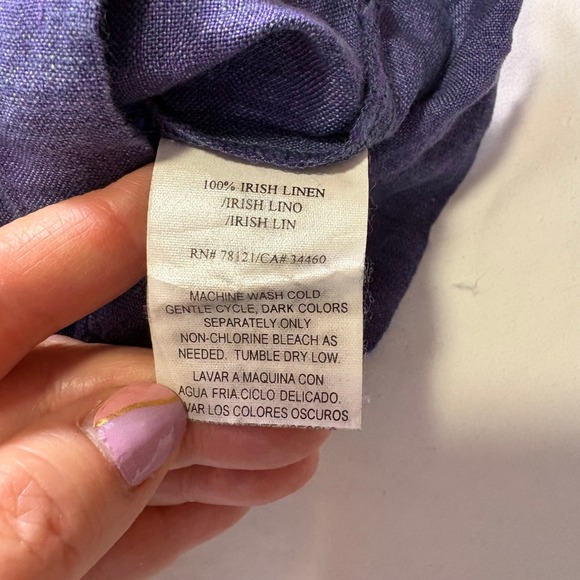 100% IRISH LINEN
/IRISH LINO
/IRISH LIN
RN# 78121/CA# 34460
MACHINE WASH COLD
GENTLE CYCLE, DARK COLORS
SEPARATELY ONLY
NON-CHLORINE BLEACH AS
NEEDED. TUMBLE DRY LOW.
LAVAR A MAQUINA CON
AGUA FRIA.CICLO DELICADO.
VAR LOS COLORES OSCUROS